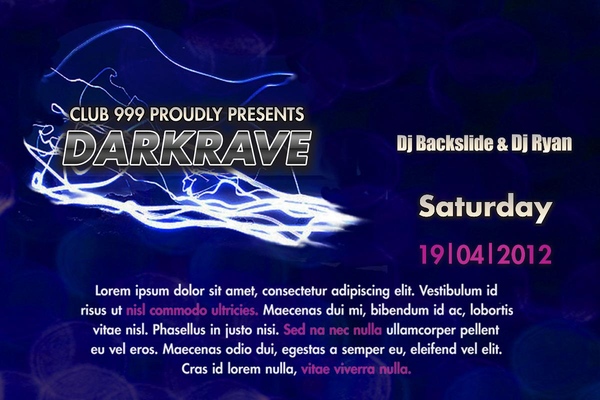 CLUB 999 PROUDLY PRESENTS
DARKRAVE
Dj Backslide & Dj Ryan
Saturday
19|04|2012
Lorem ipsum dolor sit amet, consectetur adipiscing elit. Vestibulum id
risus ut nisl commodo ultricies. Maecenas dui mi, bibendum id ac, lobortis
vitae nisl. Phasellus in justo nisi. Sed na nec nulla ullamcorper pellent
eu vel eros. Maecenas odio dui, egestas a semper eu, eleifend vel elit.
Cras id lorem nulla, vitae viverra nulla.